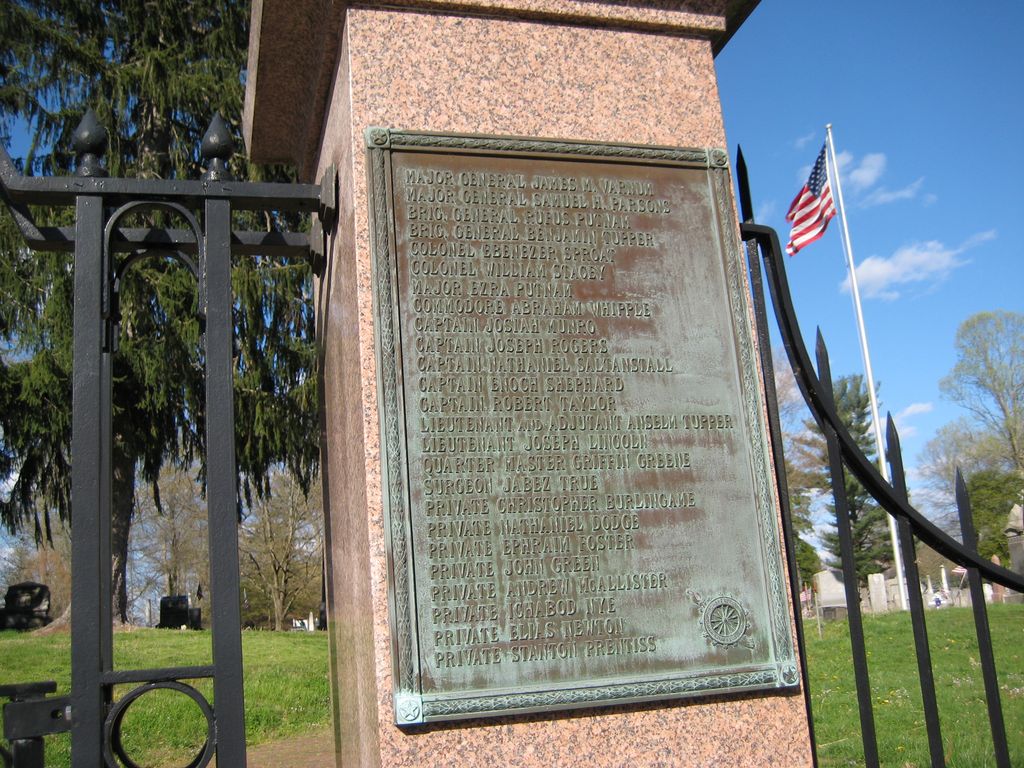 MAJOR GENERAL JAMES M. VARNUM
MAJOR GENERAL SAMUEL H. PARSONS
BRIG. GENERAL RUFUS PUTNAM
BRIG. GENERAL BENJAMIN TUPPER
COLONEL EBENEZER SPROAT
COLONEL WILLIAM STACEY
MAJOR EZRA PUTNAM
COMMODORE ABRAHAM WHIPPLE
CAPTAIN JOSIAH MUNRO
CAPTAIN JOSEPH ROGERS
CAPTAIN NATHANIEL SALTANSTALL
CAPTAIN ENOCH SHEPHARD
CAPTAIN ROBERT TAYLOR
LIEUTENANT AND ADJUTANT ANSELM TUPPER
LIEUTENANT JOSEPH LINCOLN
QUARTER MASTER GRIFFIN GREENE
SURGEON JABEZ TRUE
PRIVATE CHRISTOPHER BURLINGAME
PRIVATE NATHANIEL DODGE
PRIVATE EPHRAIM FOSTER
PRIVATE JOHN GREEN
PRIVATE ANDREW McALLISTER
PRIVATE ICHABOD NYE
PRIVATE ELIAS NEWTON
PRIVATE STANTON PRENTISS